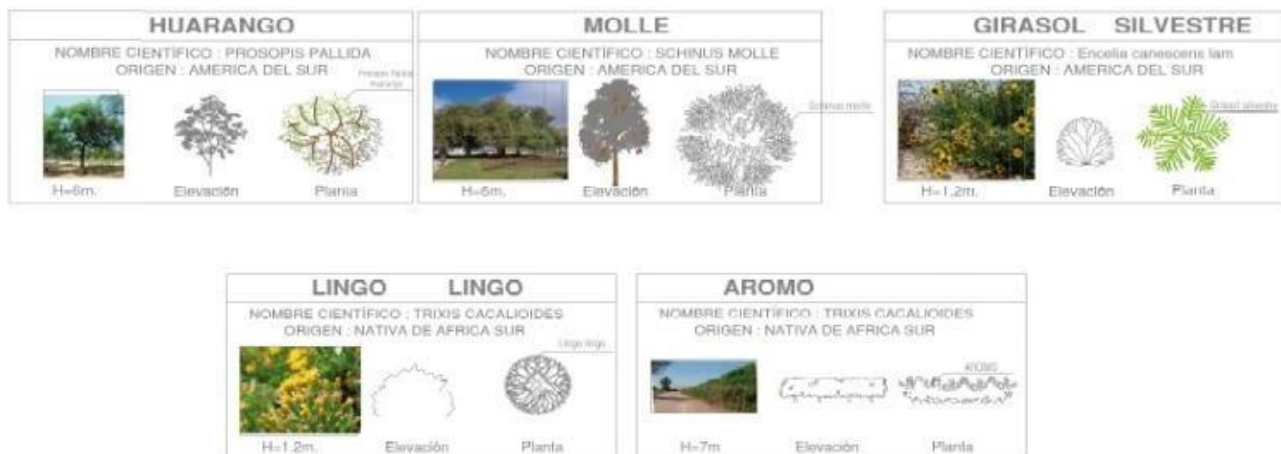 HUARANGO
NOMBRE CIENTÍFICO : PROSOPIS PALLIDA
ORIGEN : AMERICA DEL SUR
Prosopis Pallida
Huarango
H=6m.
Elevación
Planta
MOLLE
NOMBRE CIENTÍFICO : SCHINUS MOLLE
ORIGEN : AMERICA DEL SUR
Schinus molle
H=6m.
Elevación
Planta
GIRASOL SILVESTRE
NOMBRE CIENTÍFICO : Encelia canescens lam
ORIGEN : AMERICA DEL SUR
Girasol silvestre
H=1.2m.
Elevación
Planta
LINGO LINGO
NOMBRE CIENTÍFICO : TRIXIS CACALIOIDES
ORIGEN : NATIVA DE AFRICA SUR
Lingo lingo
H=1.2m.
Elevación
Planta
AROMO
NOMBRE CIENTÍFICO : TRIXIS CACALIOIDES
ORIGEN : NATIVA DE AFRICA SUR
AROMO
H=7m
Elevación
Planta